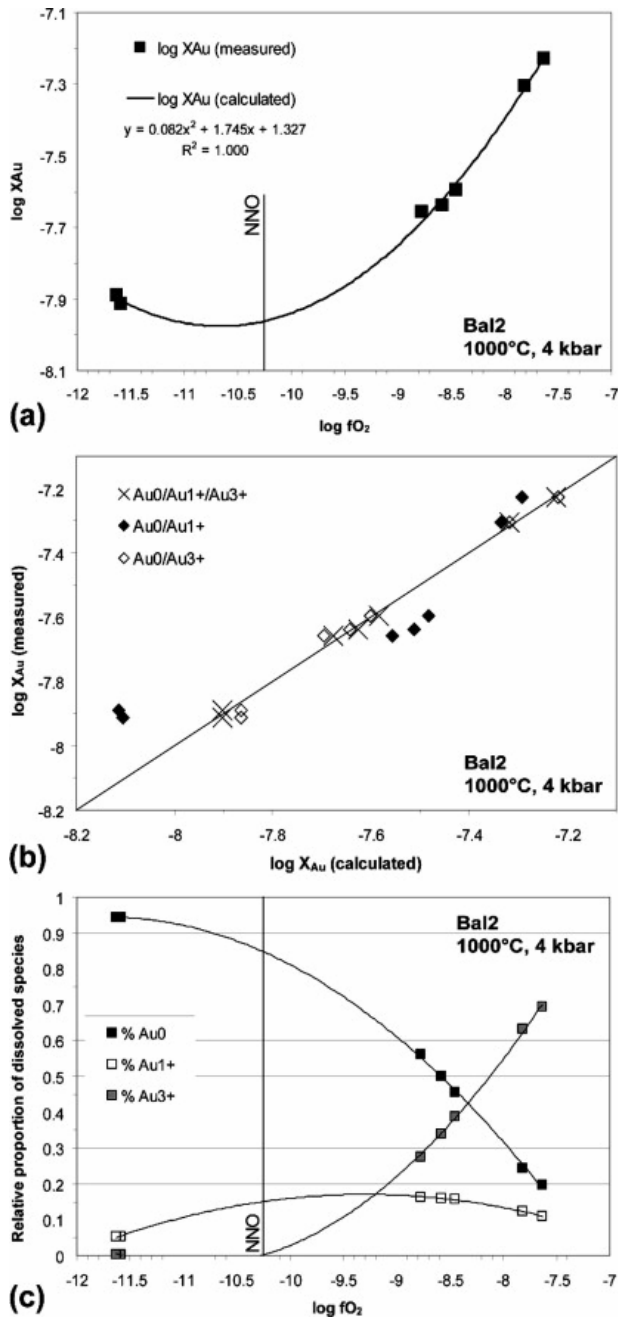 -7.1
-7.3
-7.5
-7.7
-7.9
-8.1
log XAu
log XAu (measured)
log XAu (calculated)
y = 0.082x² + 1.745x + 1.327
R² = 1.000
NNO
Bal2
1000°C, 4 kbar
-12 -11.5 -11 -10.5 -10 -9.5 -9 -8.5 -8 -7.5 -7
log fO₂
(a)
-7.2
-7.4
-7.6
-7.8
-8
-8.2
log XAu (measured)
Au0/Au1+/Au3+
Au0/Au1+
Au0/Au3+
Bal2
1000°C, 4 kbar
-8.2 -8 -7.8 -7.6 -7.4 -7.2
log XAu (calculated)
(b)
1
0.9
0.8
0.7
0.6
0.5
0.4
0.3
0.2
0.1
0
Relative proportion of dissolved species
Bal2
1000°C, 4 kbar
% Au0
% Au1+
% Au3+
NNO
-12 -11.5 -11 -10.5 -10 -9.5 -9 -8.5 -8 -7.5 -7
log fO₂
(c)